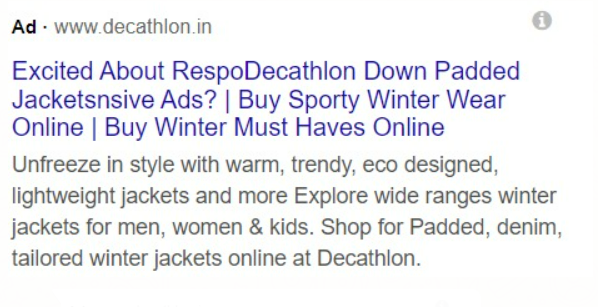 Ad · www.decathlon.in
Excited About RespoDecathlon Down Padded
Jacketsnsive Ads? | Buy Sporty Winter Wear
Online | Buy Winter Must Haves Online
Unfreeze in style with warm, trendy, eco designed,
lightweight jackets and more Explore wide ranges winter
jackets for men, women & kids. Shop for Padded, denim,
tailored winter jackets online at Decathlon.